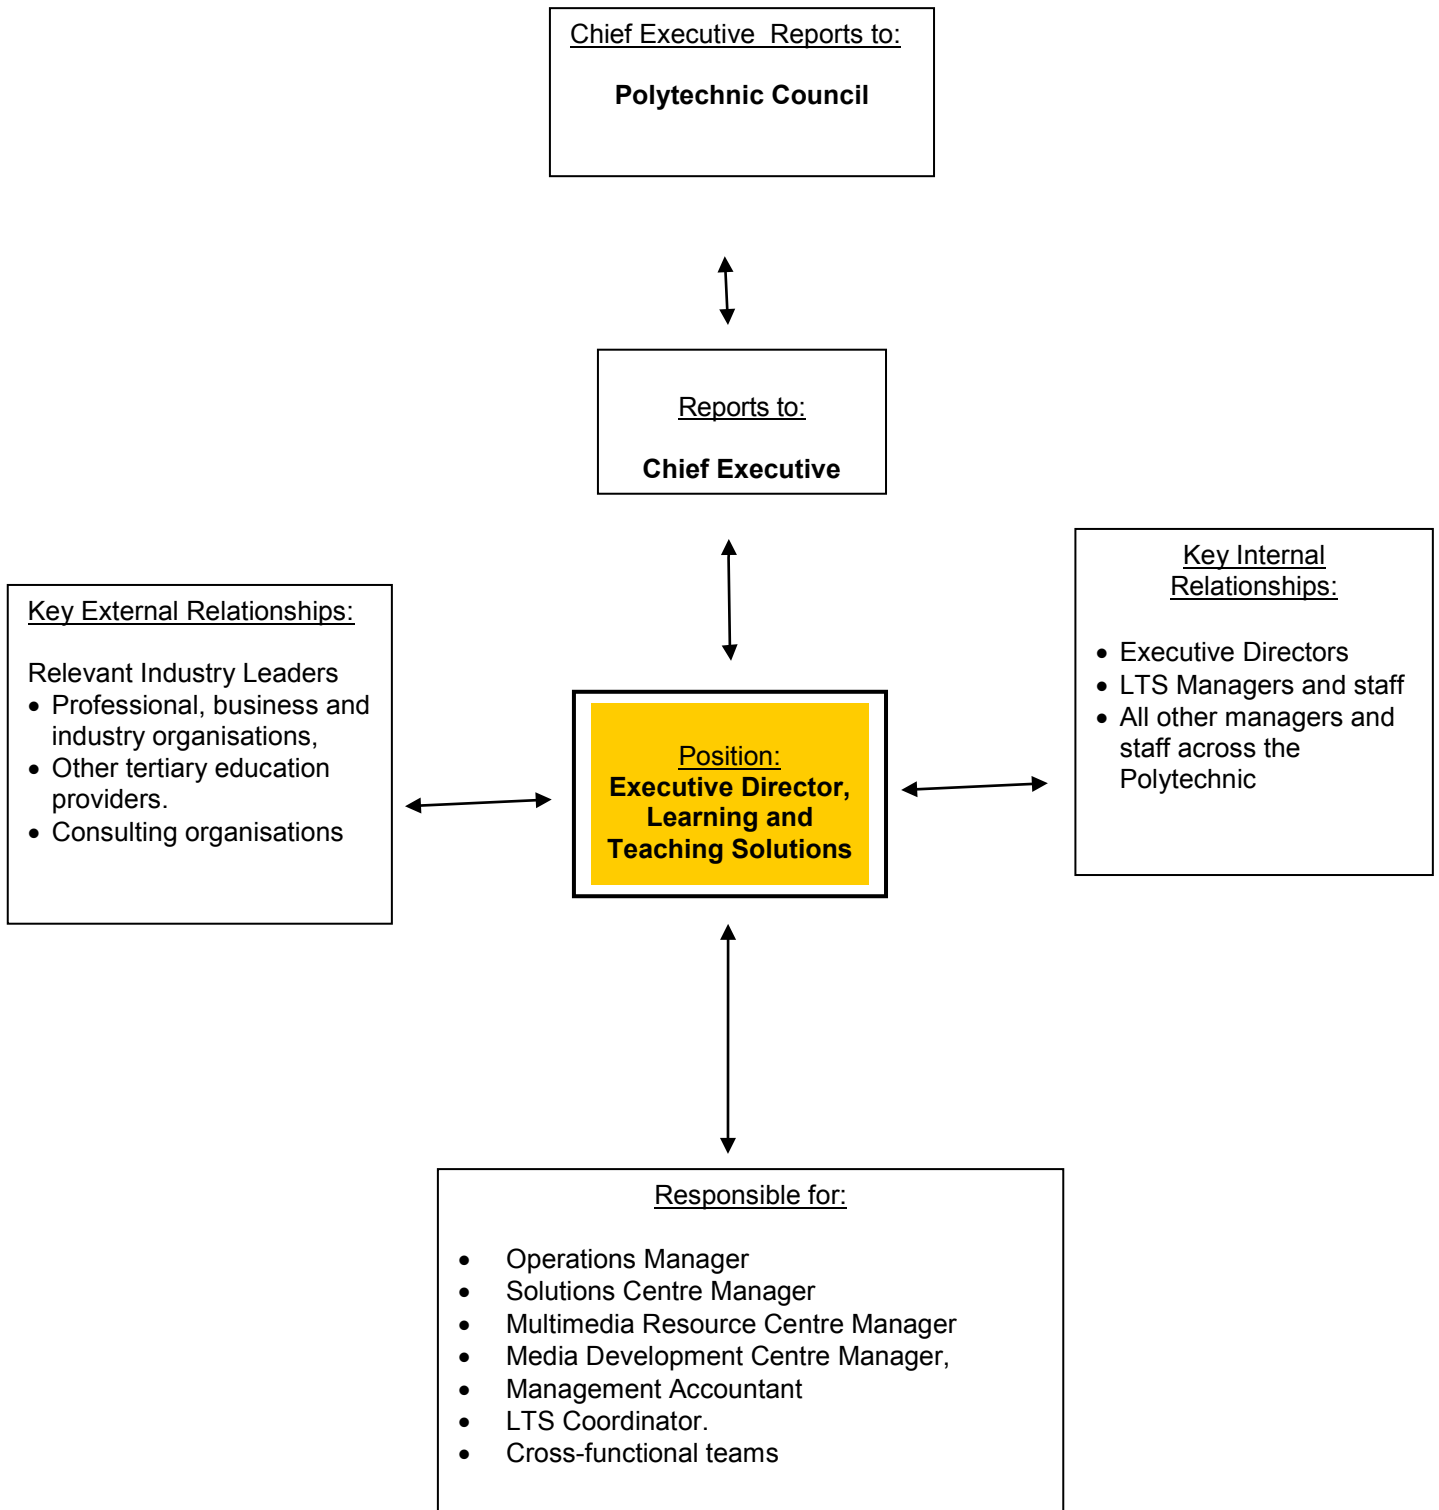 Chief Executive  Reports to:
Polytechnic Council
Reports to:
Chief Executive
Key External Relationships:
Relevant Industry Leaders
• Professional, business and
industry organisations,
• Other tertiary education
providers.
• Consulting organisations
Position:
Executive Director,
Learning and
Teaching Solutions
Key Internal
Relationships:
• Executive Directors
• LTS Managers and staff
• All other managers and
staff across the
Polytechnic
Responsible for:
• Operations Manager
• Solutions Centre Manager
• Multimedia Resource Centre Manager
• Media Development Centre Manager,
• Management Accountant
• LTS Coordinator.
• Cross-functional teams